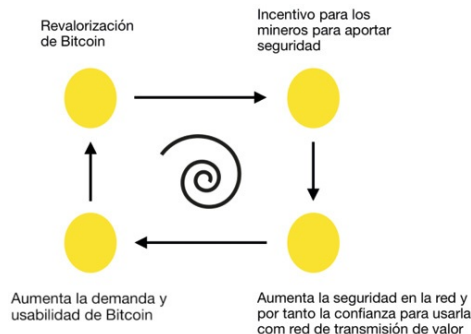 Revalorización
de Bitcoin
Incentivo para los
mineros para aportar
seguridad
Aumenta la demanda y
usabilidad de Bitcoin
Aumenta la seguridad en la red y
por tanto la confianza para usarla
com red de transmisión de valor